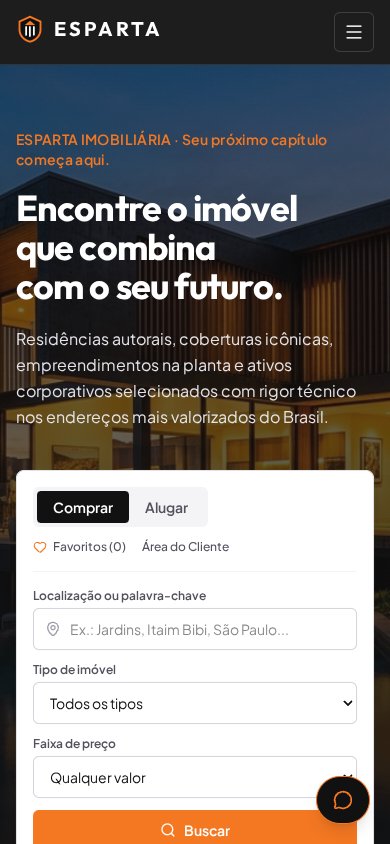 ESPARTA
ESPARTA IMOBILIÁRIA · Seu próximo capítulo
começa aqui.
Encontre o imóvel
que combina
com o seu futuro.
Residências autorais, coberturas icônicas,
empreendimentos na planta e ativos
corporativos selecionados com rigor técnico
nos endereços mais valorizados do Brasil.
Comprar Alugar
Favoritos (0) Área do Cliente
Localização ou palavra-chave
Ex.: Jardins, Itaim Bibi, São Paulo...
Tipo de imóvel
Todos os tipos
Faixa de preço
Qualquer valor
Buscar